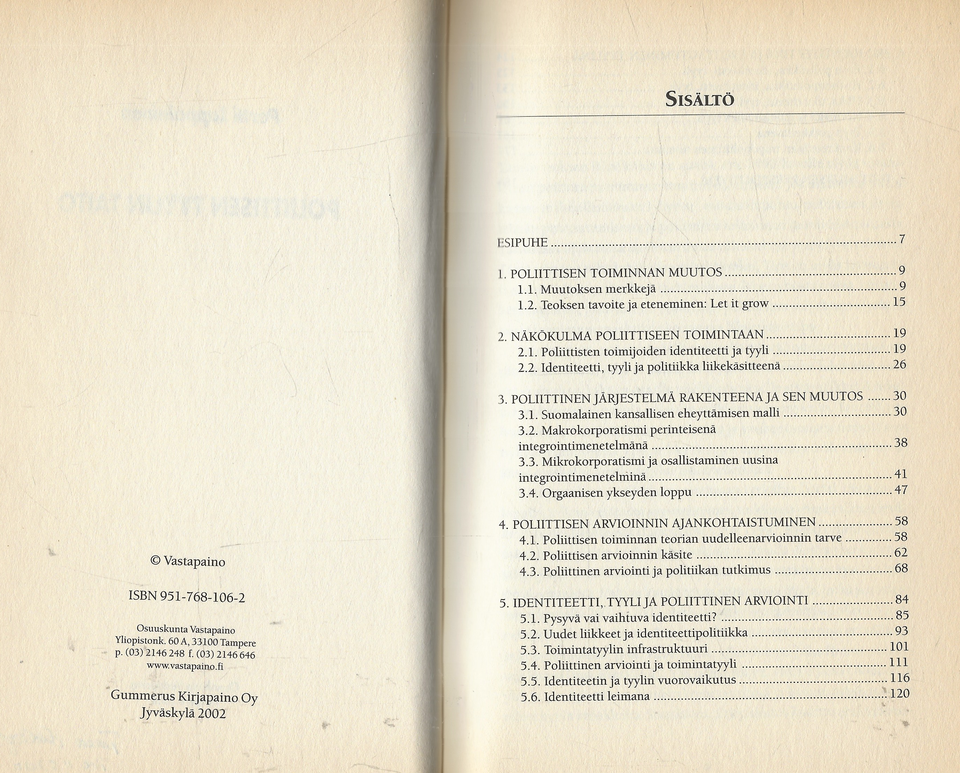 © Vastapaino
ISBN 951-768-106-2
Osuuskunta Vastapaino
Yliopistonk. 60 A, 33100 Tampere
p. (03) 2146 248 f. (03) 2146 646
www.vastapaino.fi
Gummerus Kirjapaino Oy
Jyväskylä 2002
SISÄLTÖ
ESIPUHE ... 7
1. POLIITTISEN TOIMINNAN MUUTOS ... 9
1.1. Muutoksen merkkejä ... 9
1.2. Teoksen tavoite ja eteneminen: Let it grow ... 15
2. NÄKÖKULMA POLIITTISEEN TOIMINTAAN ... 19
2.1. Poliittisten toimijoiden identiteetti ja tyyli ... 19
2.2. Identiteetti, tyyli ja politiikka liikekäsitteenä ... 26
3. POLIITTINEN JÄRJESTELMÄ RAKENTEENA JA SEN MUUTOS ... 30
3.1. Suomalainen kansallisen eheyttämisen malli ... 30
3.2. Makrokorporatismi perinteisenä
integrointimenetelmänä ... 38
3.3. Mikrokorporatismi ja osallistaminen uusina
integrointimenetelminä ... 41
3.4. Orgaanisen ykseyden loppu ... 47
4. POLIITTISEN ARVIOINNIN AJANKOHTAISTUMINEN ... 58
4.1. Poliittisen toiminnan teorian uudelleenarvioinnin tarve ... 58
4.2. Poliittisen arvioinnin käsite ... 62
4.3. Poliittinen arviointi ja politiikan tutkimus ... 68
5. IDENTITEETTI, TYYLI JA POLIITTINEN ARVIOINTI ... 84
5.1. Pysyvä vai vaihtuva identiteetti? ... 85
5.2. Uudet liikkeet ja identiteettipolitiikka ... 93
5.3. Toimintatyylin infrastruktuuri ... 101
5.4. Poliittinen arviointi ja toimintatyyli ... 111
5.5. Identiteetin ja tyylin vuorovaikutus ... 116
5.6. Identiteetti leimana ... 120